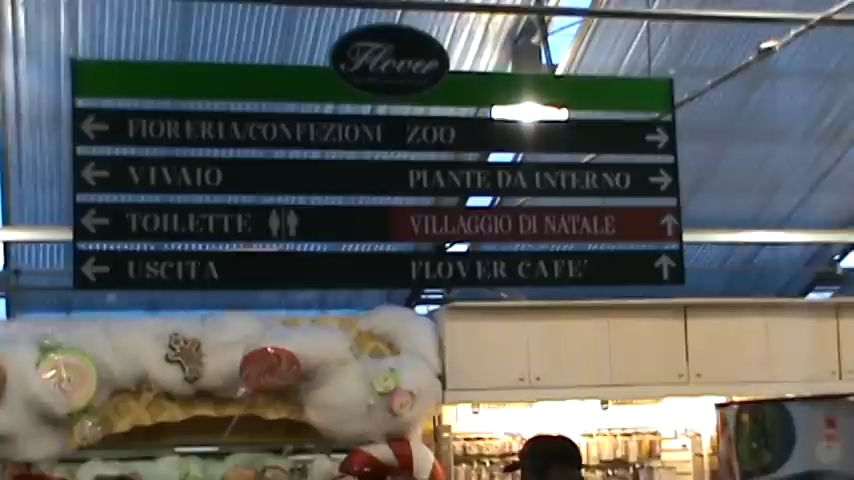 Flover
FIORERIA/CONFEZIONI ZOO
VIVAIO PIANTE DA INTERNO
TOILETTE VILLAGGIO DI NATALE
USCITA FLOVER CAFE'